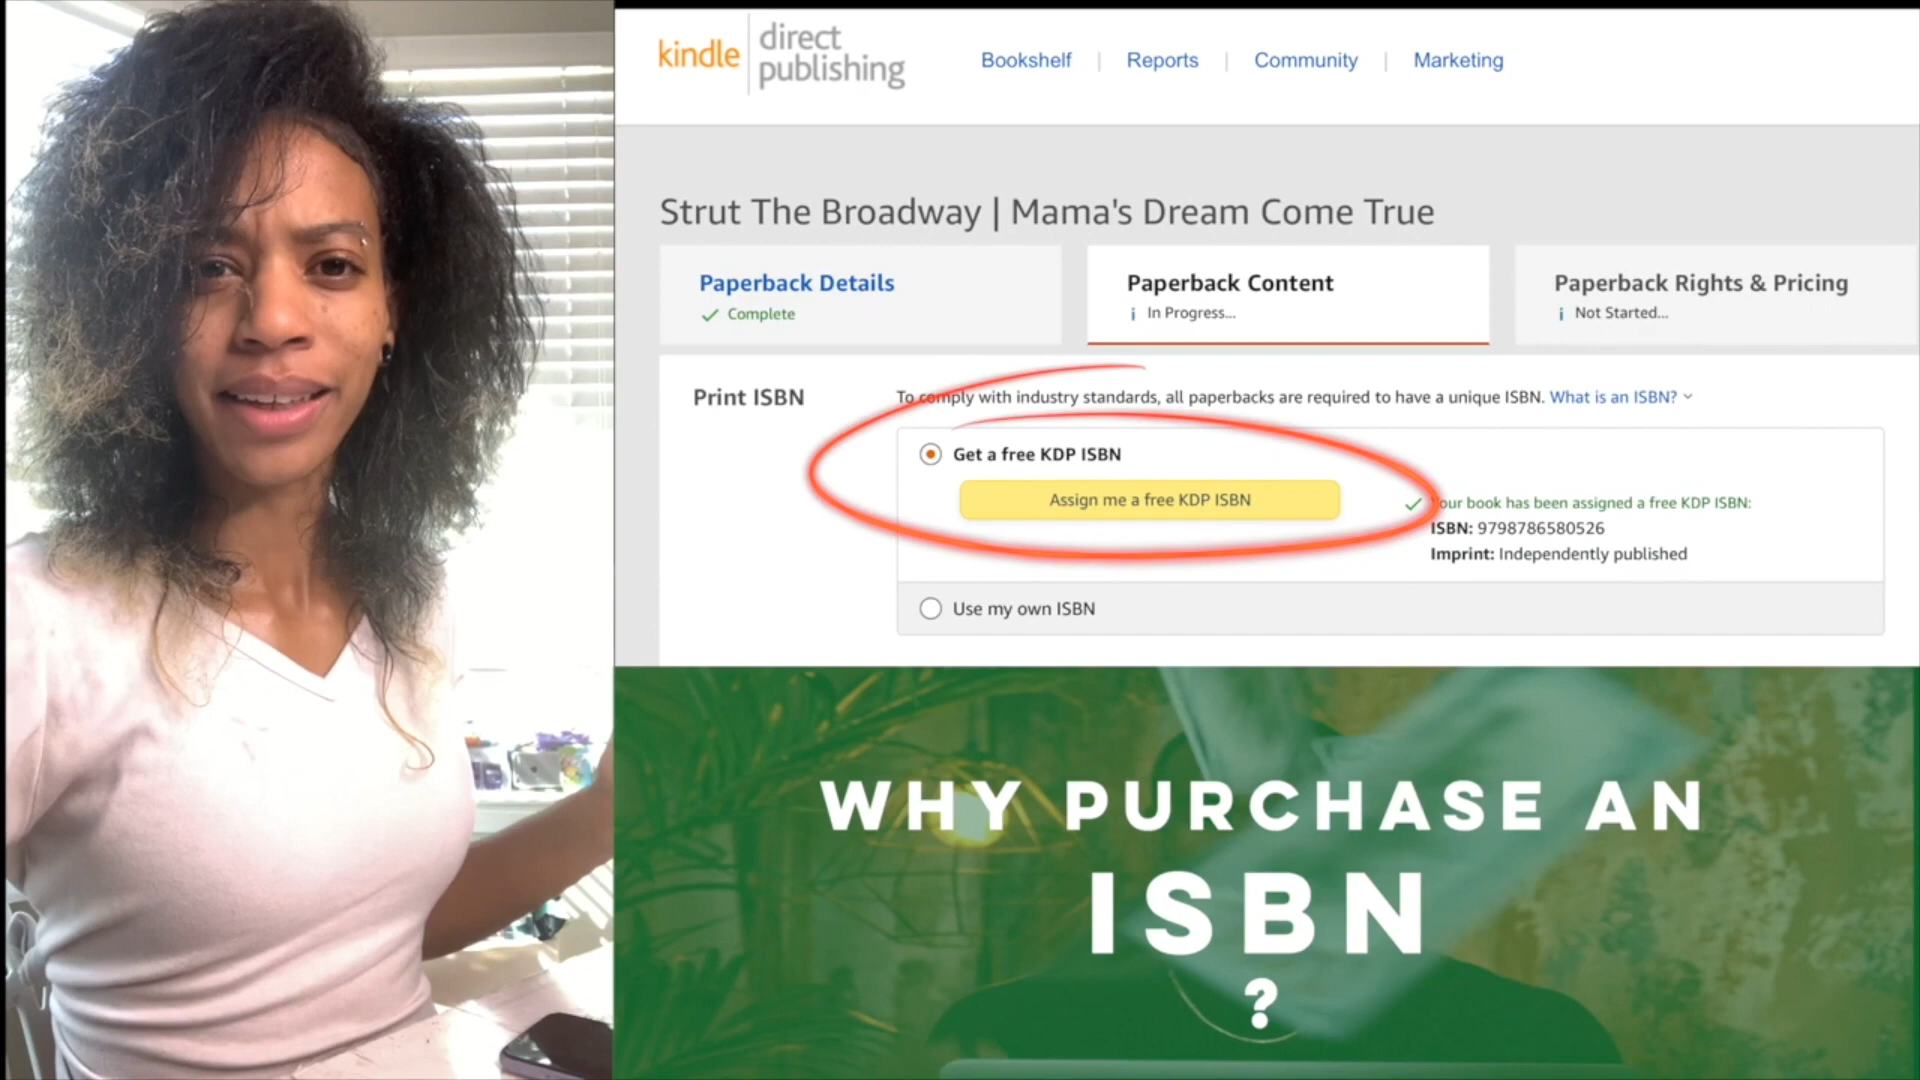 kindle direct publishing
Bookshelf | Reports | Community | Marketing
Strut The Broadway | Mama's Dream Come True
Paperback Details
Complete
Paperback Content
In Progress...
Paperback Rights & Pricing
Not Started...
Print ISBN
To comply with industry standards, all paperbacks are required to have a unique ISBN. What is an ISBN?
Get a free KDP ISBN
Assign me a free KDP ISBN
Your book has been assigned a free KDP ISBN:
ISBN: 9798786580526
Imprint: Independently published
Use my own ISBN
WHY PURCHASE AN
ISBN
?